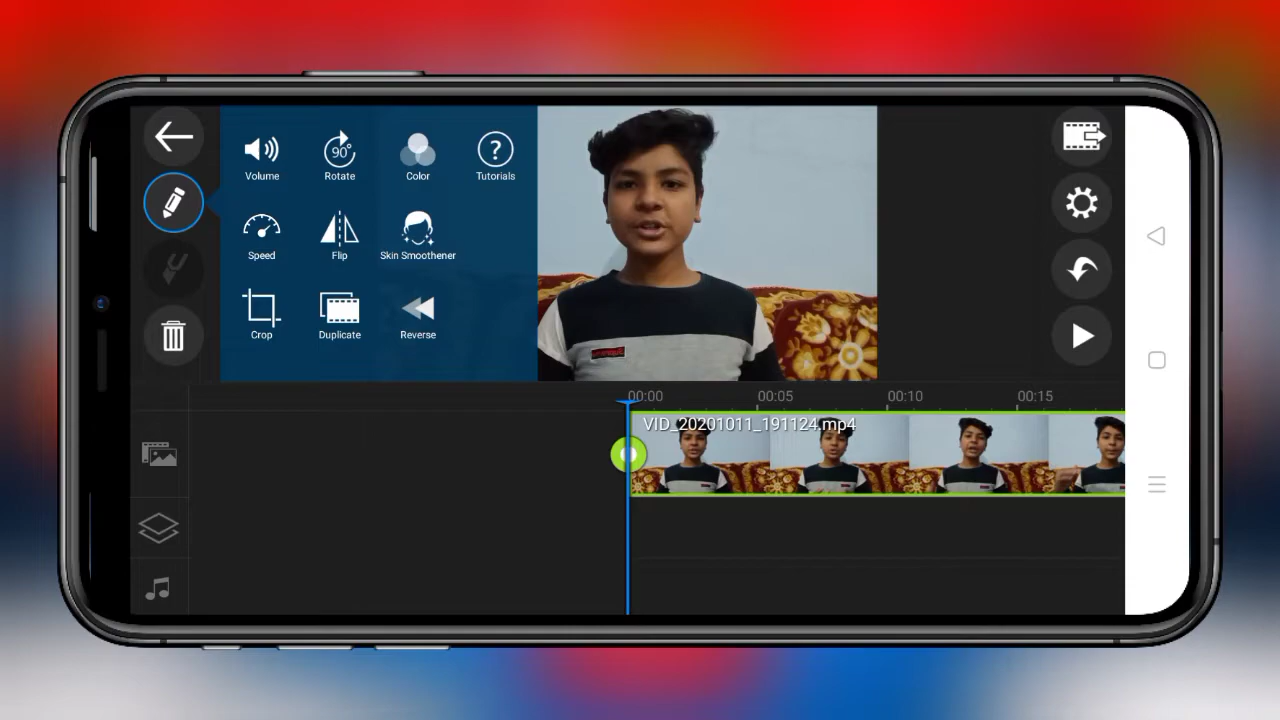 Volume
90°
Rotate
Color
?
Tutorials
Speed
Flip
Skin Smoothener
Crop
Duplicate
Reverse
00:00 00:05 00:10 00:15
VID_20201011_191124.mp4